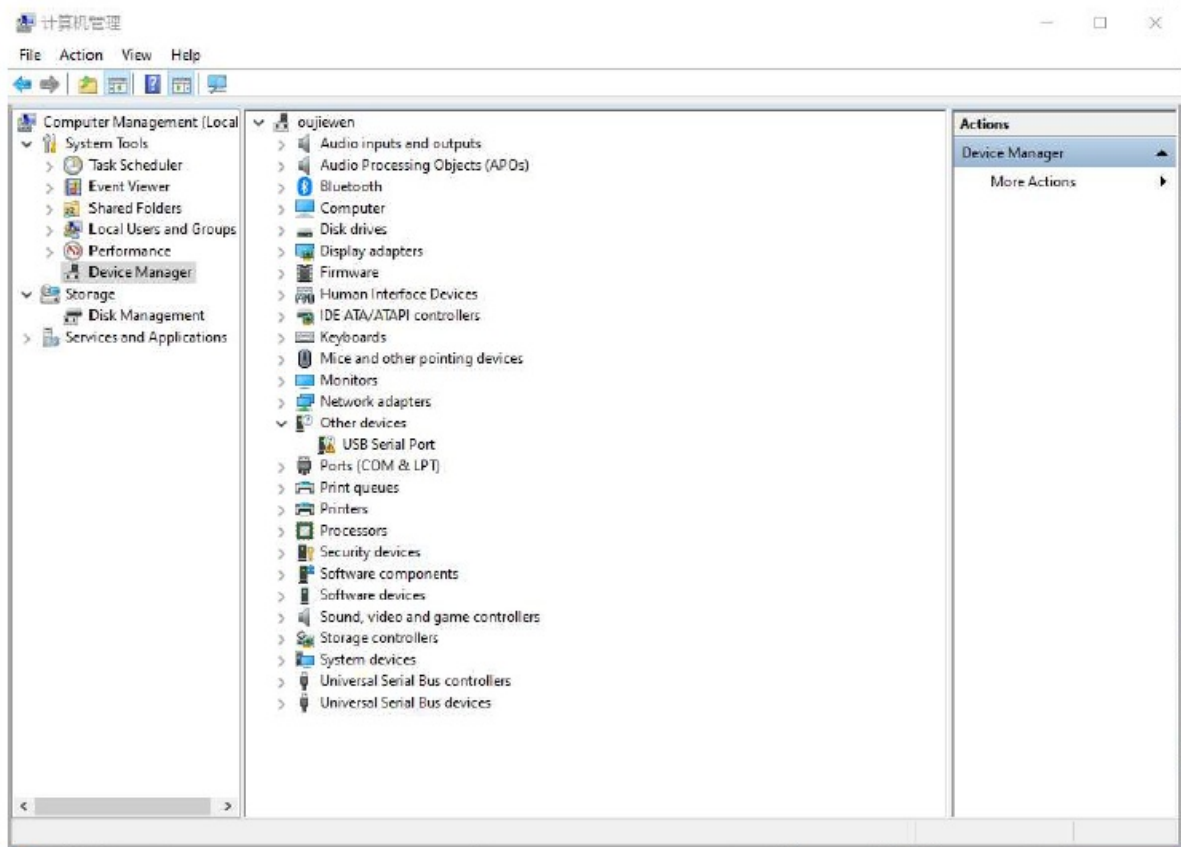 计算机管理
File Action View Help
Computer Management (Local
System Tools
Task Scheduler
Event Viewer
Shared Folders
Local Users and Groups
Performance
Device Manager
Storage
Disk Management
Services and Applications
oujiewen
Audio inputs and outputs
Audio Processing Objects (APOs)
Bluetooth
Computer
Disk drives
Display adapters
Firmware
Human Interface Devices
IDE ATA/ATAPI controllers
Keyboards
Mice and other pointing devices
Monitors
Network adapters
Other devices
USB Serial Port
Ports (COM & LPT)
Print queues
Printers
Processors
Security devices
Software components
Software devices
Sound, video and game controllers
Storage controllers
System devices
Universal Serial Bus controllers
Universal Serial Bus devices
Actions
Device Manager
More Actions